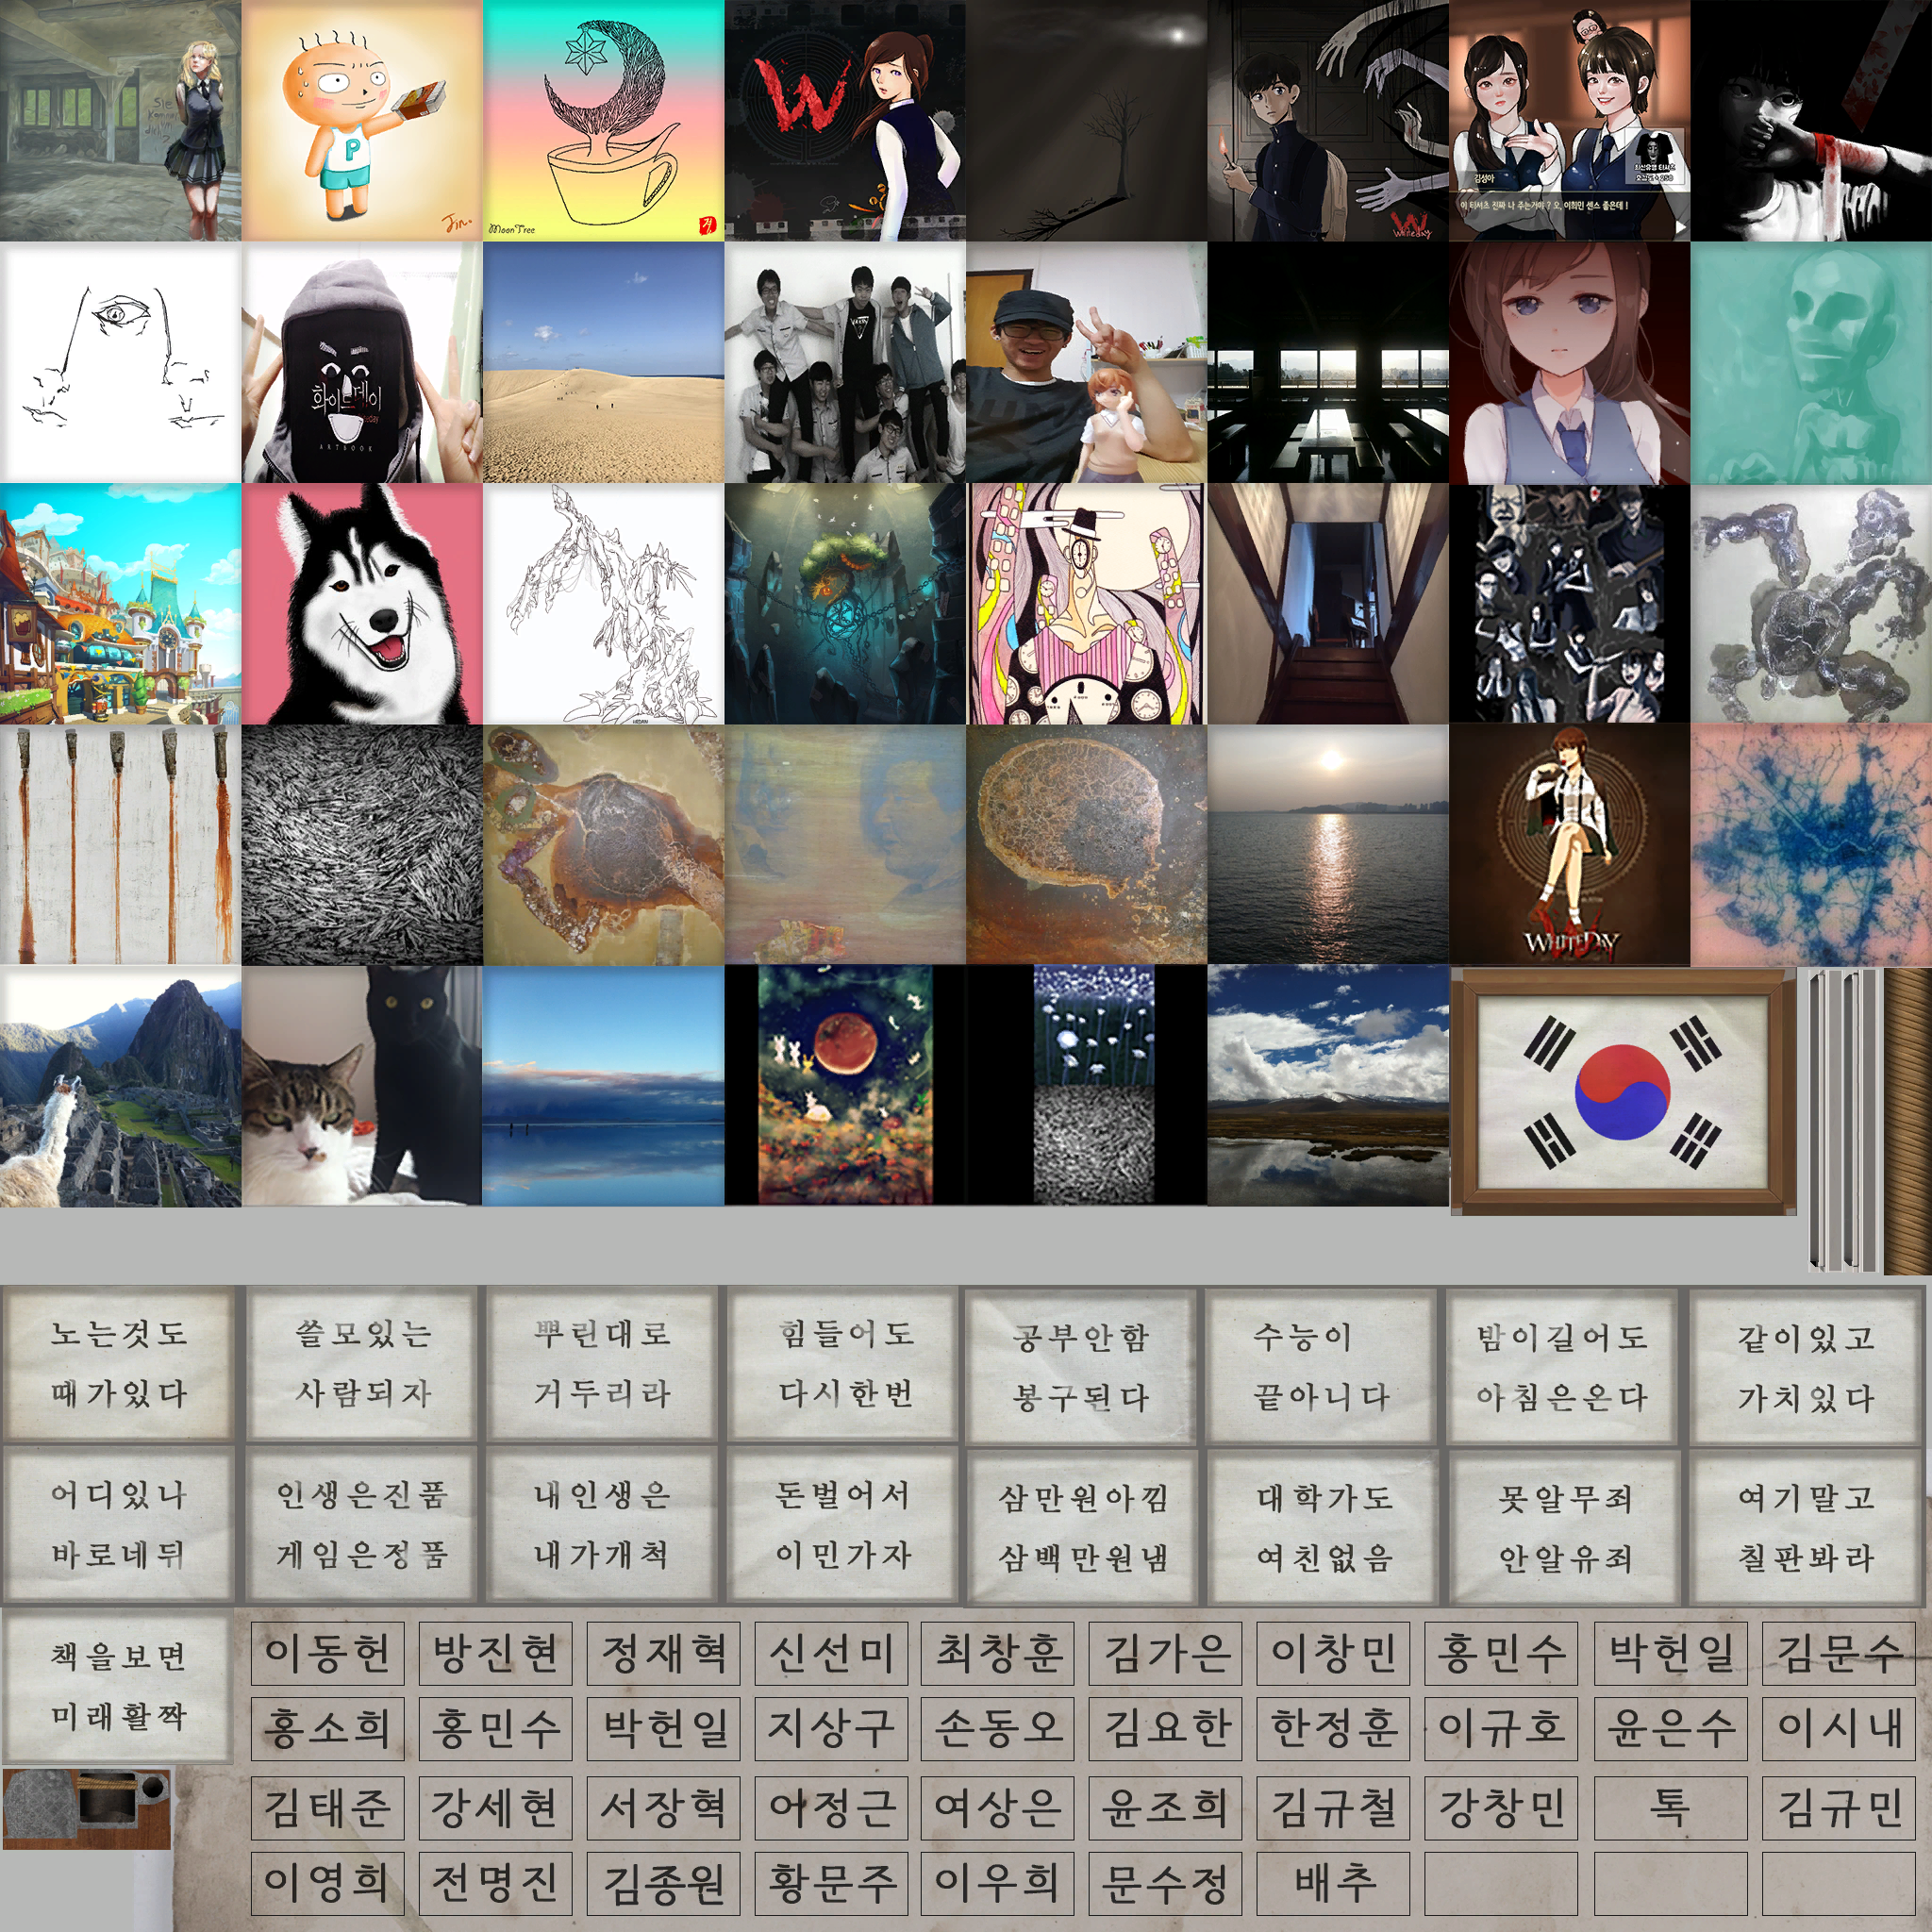 Sie
Kommen
P
Jin.
MoonTree
W
W
Whiteday
최신유행 티셔츠
호감도 +250
김성아
이 티셔츠 진짜 나 주는거야 ? 오, 이희민 센스 좋은데 !
화이트데이
ARTBOOK
WHITEDAY
노는것도 때가있다
쓸모있는 사람되자
뿌린대로 거두리라
힘들어도 다시한번
공부안함 봉구된다
수능이 끝아니다
밤이길어도 아침은온다
같이있고 가치있다
어디있나 바로네뒤
인생은진품 게임은정품
내인생은 내가개척
돈벌어서 이민가자
삼만원아낌 삼백만원냄
대학가도 여친없음
못알무죄 안알유죄
여기말고 칠판봐라
책을보면 미래활짝
이동헌 방진현 정재혁 신선미 최창훈 김가은 이창민 홍민수 박헌일 김문수
홍소희 홍민수 박헌일 지상구 손동오 김요한 한정훈 이규호 윤은수 이시내
김태준 강세현 서장혁 어정근 여상은 윤조희 김규철 강창민 톡 김규민
이영희 전명진 김종원 황문주 이우희 문수정 배추